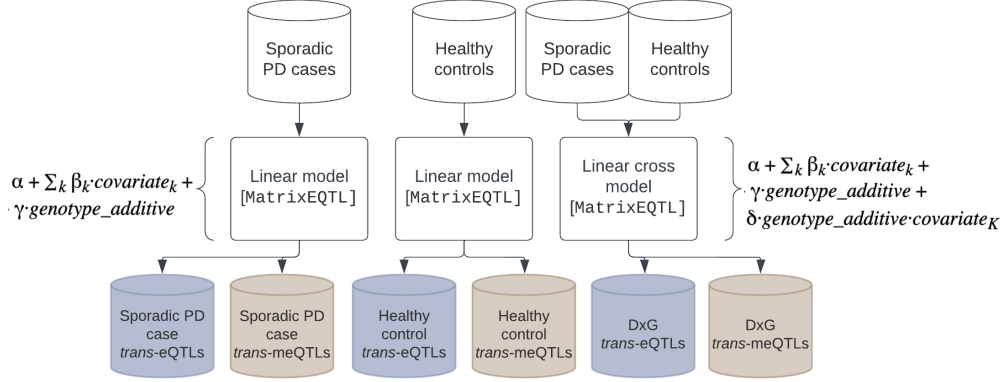 Sporadic
PD cases
Healthy
controls
Sporadic
PD cases
Healthy
controls
α + ∑k βk·covariatek +
γ·genotype_additive
Linear model
[MatrixEQTL]
Linear model
[MatrixEQTL]
Linear cross
model
[MatrixEQTL]
α + ∑k βk·covariatek +
γ·genotype_additive +
δ·genotype_additive·covariateK
Sporadic PD
case
trans-eQTLs
Sporadic PD
case
trans-meQTLs
Healthy
control
trans-eQTLs
Healthy
control
trans-meQTLs
DxG
trans-eQTLs
DxG
trans-meQTLs